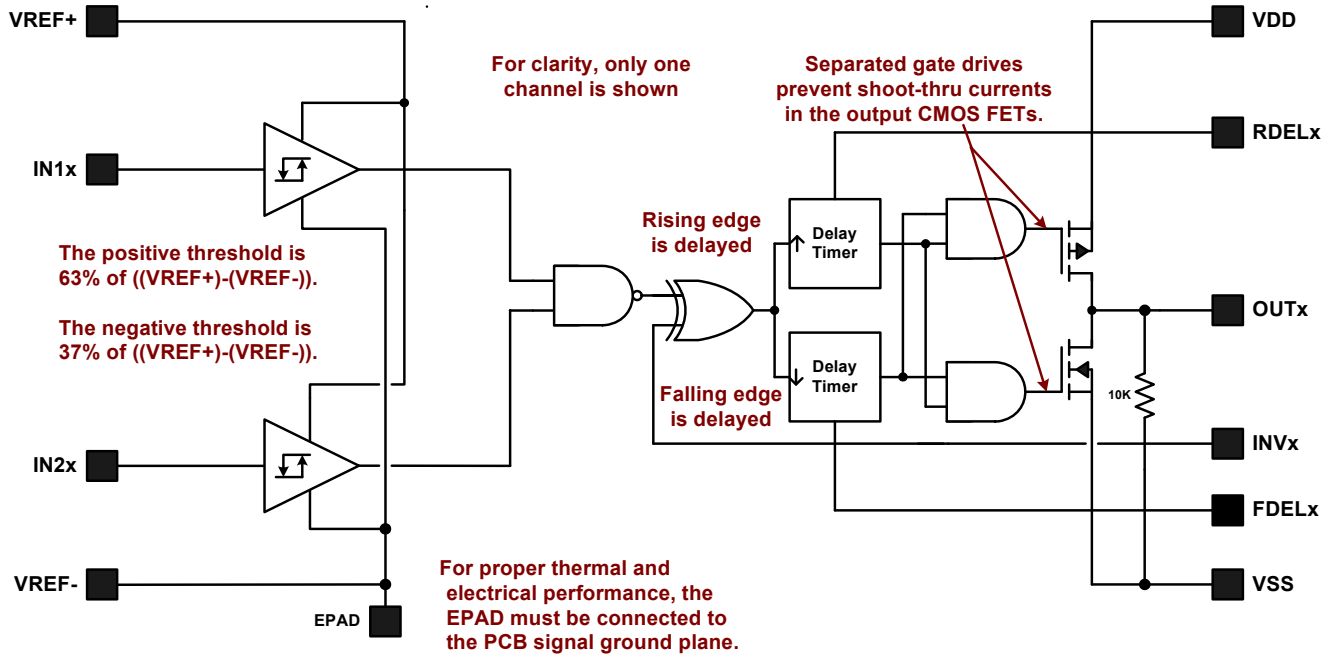 VREF+
VDD
For clarity, only one
channel is shown
Separated gate drives
prevent shoot-thru currents
in the output CMOS FETs.
RDELx
IN1x
Rising edge
is delayed
Delay
Timer
The positive threshold is
63% of ((VREF+)-(VREF-)).
The negative threshold is
37% of ((VREF+)-(VREF-)).
OUTx
Delay
Timer
Falling edge
is delayed
10K
IN2x
INVx
FDELx
VREF-
For proper thermal and
electrical performance, the
EPAD must be connected to
the PCB signal ground plane.
VSS
EPAD